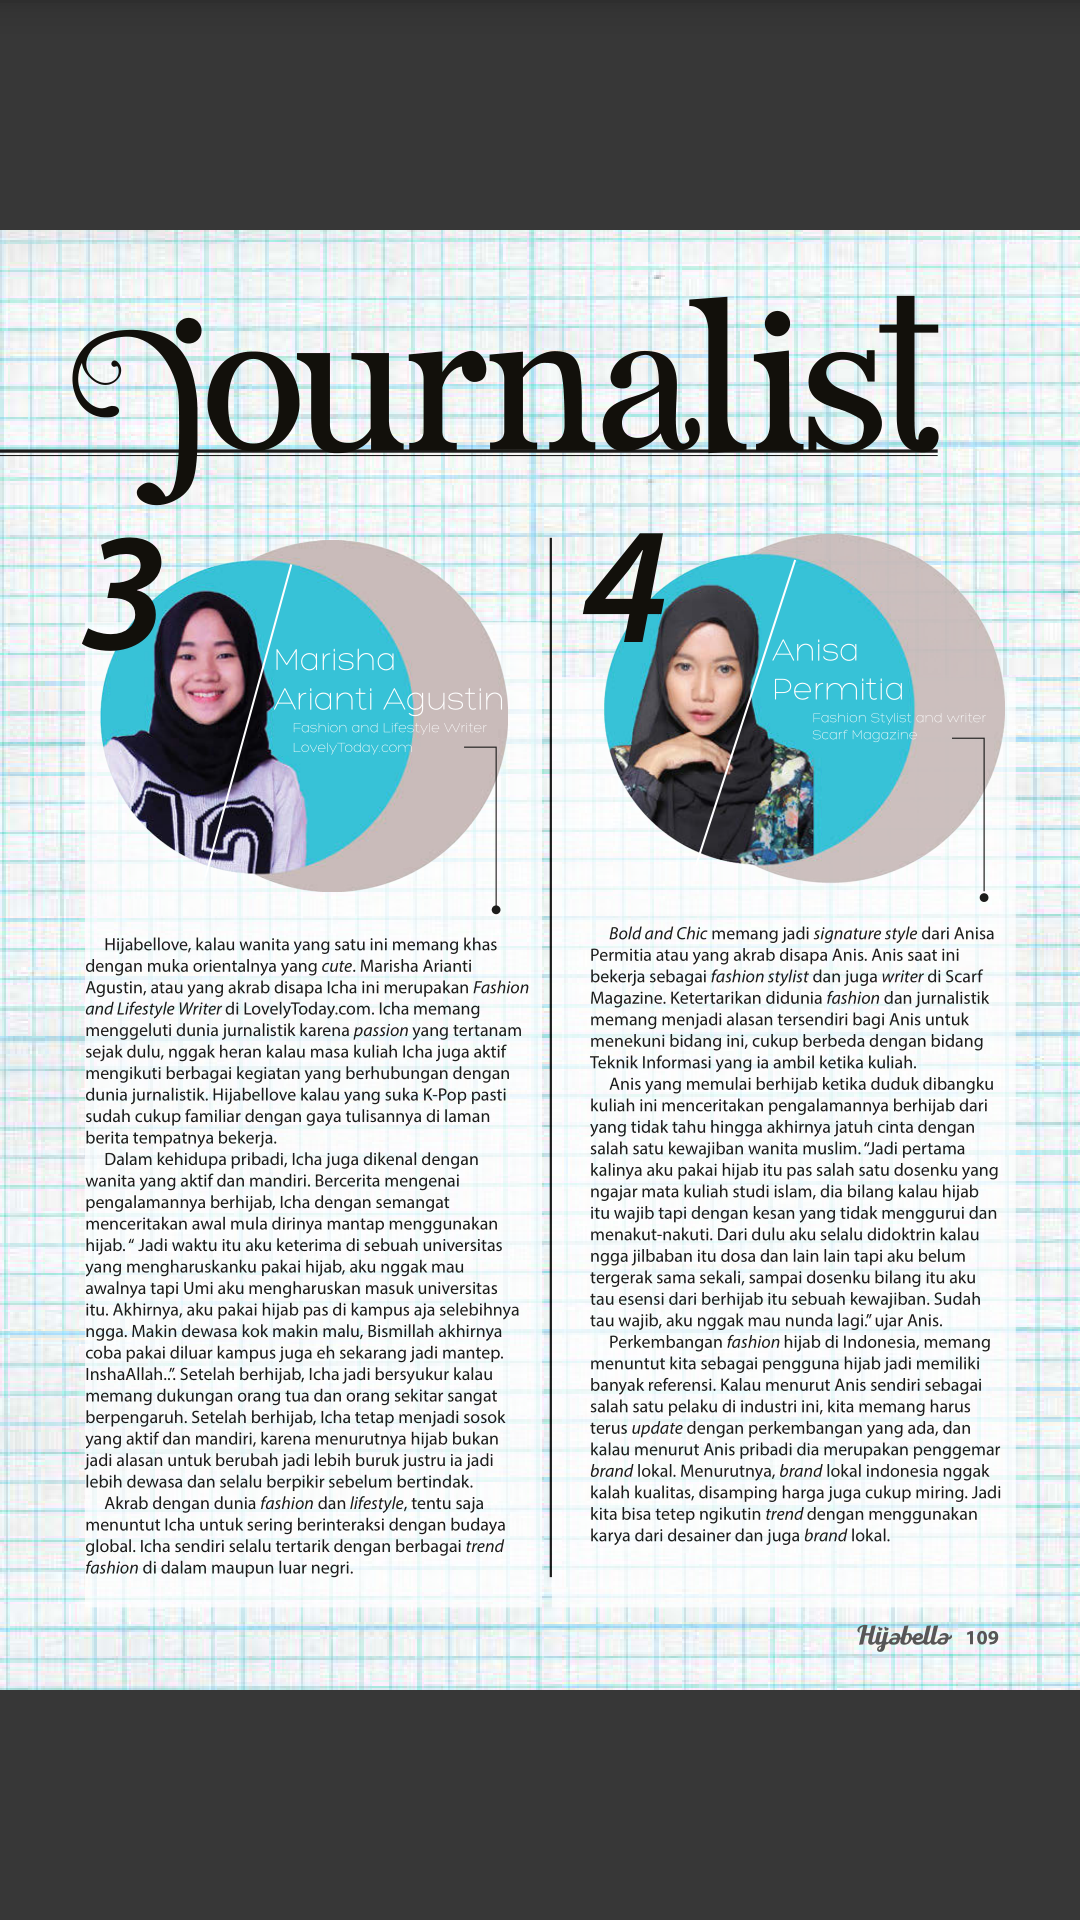 journalist
3
Marisha
Arianti Agustin
Fashion and Lifestyle Writer
LovelyToday.com
Hijabellove, kalau wanita yang satu ini memang khas
dengan muka orientalnya yang cute. Marisha Arianti
Agustin, atau yang akrab disapa Icha ini merupakan Fashion
and Lifestyle Writer di LovelyToday.com. Icha memang
menggeluti dunia jurnalistik karena passion yang tertanam
sejak dulu, nggak heran kalau masa kuliah Icha juga aktif
mengikuti berbagai kegiatan yang berhubungan dengan
dunia jurnalistik. Hijabellove kalau yang suka K-Pop pasti
sudah cukup familiar dengan gaya tulisannya di laman
berita tempatnya bekerja.
Dalam kehidupa pribadi, Icha juga dikenal dengan
wanita yang aktif dan mandiri. Bercerita mengenai
pengalamannya berhijab, Icha dengan semangat
menceritakan awal mula dirinya mantap menggunakan
hijab. “ Jadi waktu itu aku keterima di sebuah universitas
yang mengharuskanku pakai hijab, aku nggak mau
awalnya tapi Umi aku mengharuskan masuk universitas
itu. Akhirnya, aku pakai hijab pas di kampus aja selebihnya
ngga. Makin dewasa kok makin malu, Bismillah akhirnya
coba pakai diluar kampus juga eh sekarang jadi mantep.
InshaAllah..”. Setelah berhijab, Icha jadi bersyukur kalau
memang dukungan orang tua dan orang sekitar sangat
berpengaruh. Setelah berhijab, Icha tetap menjadi sosok
yang aktif dan mandiri, karena menurutnya hijab bukan
jadi alasan untuk berubah jadi lebih buruk justru ia jadi
lebih dewasa dan selalu berpikir sebelum bertindak.
Akrab dengan dunia fashion dan lifestyle, tentu saja
menuntut Icha untuk sering berinteraksi dengan budaya
global. Icha sendiri selalu tertarik dengan berbagai trend
fashion di dalam maupun luar negri.
4
Anisa
Permitia
Fashion Stylist and writer
Scarf Magazine
Bold and Chic memang jadi signature style dari Anisa
Permitia atau yang akrab disapa Anis. Anis saat ini
bekerja sebagai fashion stylist dan juga writer di Scarf
Magazine. Ketertarikan didunia fashion dan jurnalistik
memang menjadi alasan tersendiri bagi Anis untuk
menekuni bidang ini, cukup berbeda dengan bidang
Teknik Informasi yang ia ambil ketika kuliah.
Anis yang memulai berhijab ketika duduk dibangku
kuliah ini menceritakan pengalamannya berhijab dari
yang tidak tahu hingga akhirnya jatuh cinta dengan
salah satu kewajiban wanita muslim. “Jadi pertama
kalinya aku pakai hijab itu pas salah satu dosenku yang
ngajar mata kuliah studi islam, dia bilang kalau hijab
itu wajib tapi dengan kesan yang tidak menggurui dan
menakut-nakuti. Dari dulu aku selalu didoktrin kalau
ngga jilbaban itu dosa dan lain lain tapi aku belum
tergerak sama sekali, sampai dosenku bilang itu aku
tau esensi dari berhijab itu sebuah kewajiban. Sudah
tau wajib, aku nggak mau nunda lagi.” ujar Anis.
Perkembangan fashion hijab di Indonesia, memang
menuntut kita sebagai pengguna hijab jadi memiliki
banyak referensi. Kalau menurut Anis sendiri sebagai
salah satu pelaku di industri ini, kita memang harus
terus update dengan perkembangan yang ada, dan
kalau menurut Anis pribadi dia merupakan penggemar
brand lokal. Menurutnya, brand lokal indonesia nggak
kalah kualitas, disamping harga juga cukup miring. Jadi
kita bisa tetep ngikutin trend dengan menggunakan
karya dari desainer dan juga brand lokal.
Hijabella 109